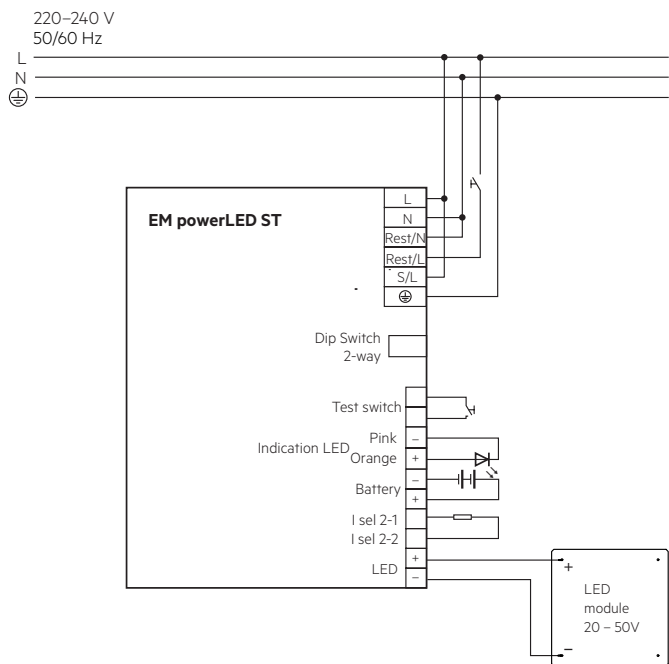 220–240 V
50/60 Hz
L
N
EM powerLED ST
L
N
Rest/N
Rest/L
S/L
Dip Switch
2-way
Test switch
Indication LED
Pink –
Orange +
Battery
–
+
I sel 2-1
I sel 2-2
LED
+
–
+
LED
module
20 – 50V
–